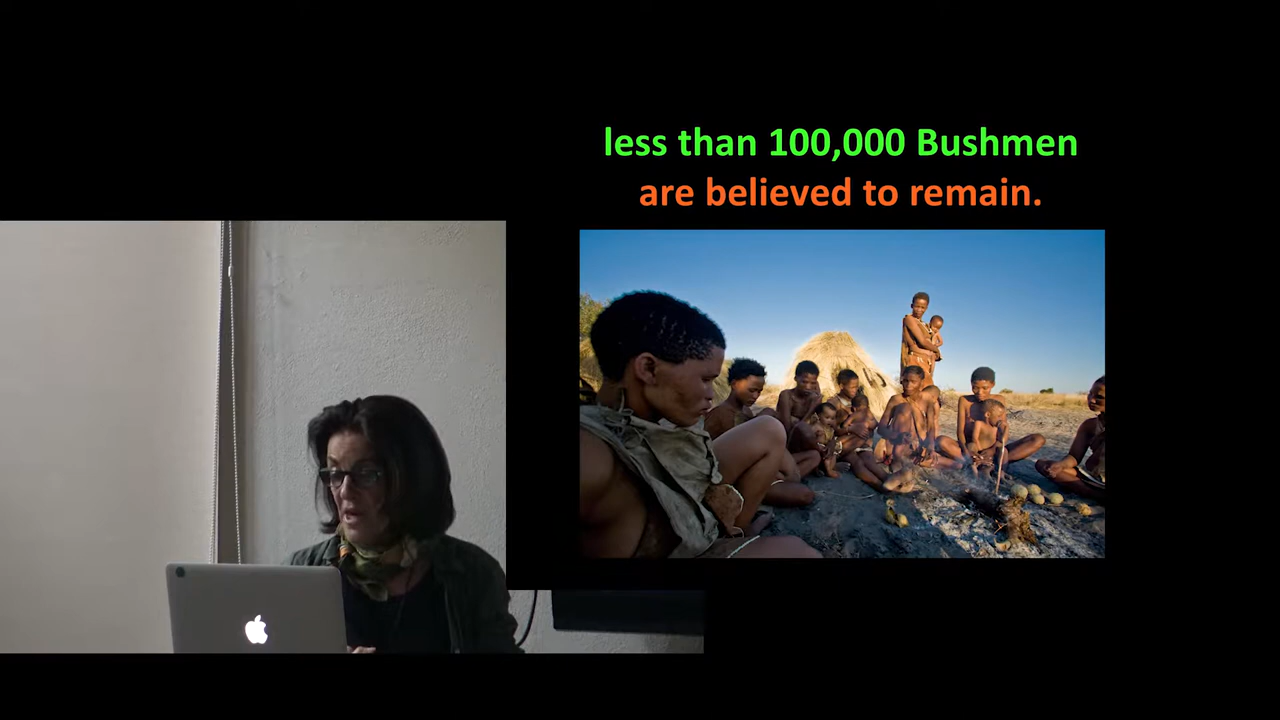 less than 100,000 Bushmen
are believed to remain.